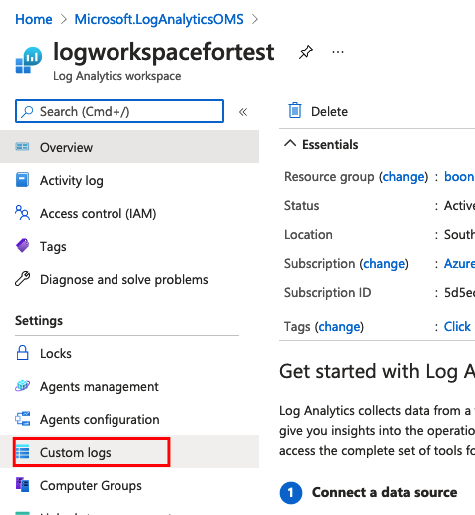 Home > Microsoft.LogAnalyticsOMS >
logworkspacefortest
Log Analytics workspace
Search (Cmd+/)
Overview
Activity log
Access control (IAM)
Tags
Diagnose and solve problems
Settings
Locks
Agents management
Agents configuration
Custom logs
Computer Groups
Delete
Essentials
Resource group (change) : boon
Status : Active
Location : South
Subscription (change) : Azure
Subscription ID : 5d5e
Tags (change) : Click
Get started with Log A
Log Analytics collects data from a
give you insights into the operatio
access the complete set of tools fo
1 Connect a data source